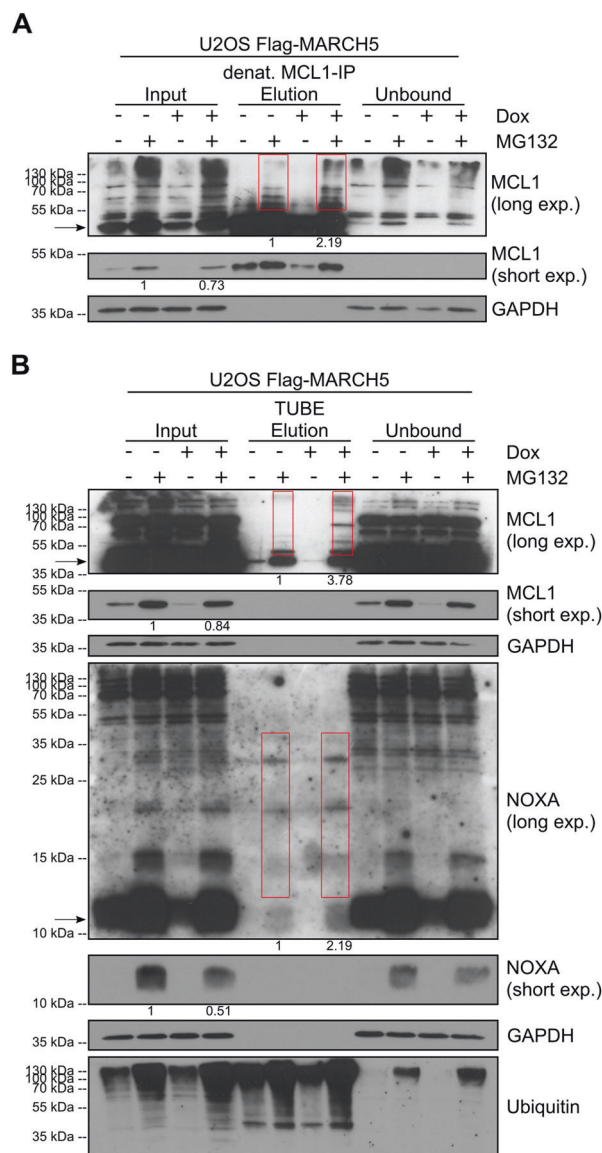 A
U2OS Flag-MARCH5
denat. MCL1-IP
Input Elution Unbound
- - + + - - + + - - + + Dox
- + - + - + - + - + - + MG132
130 kDa --
100 kDa --
70 kDa --
55 kDa --
MCL1
(long exp.)
1 2.19
55 kDa --
MCL1
(short exp.)
1 0.73
35 kDa --
GAPDH
B
U2OS Flag-MARCH5
TUBE
Input Elution Unbound
- - + + - - + + - - + + Dox
- + - + - + - + - + - + MG132
130 kDa --
100 kDa --
70 kDa --
55 kDa --
35 kDa --
MCL1
(long exp.)
1 3.78
55 kDa --
35 kDa --
MCL1
(short exp.)
1 0.84
35 kDa --
GAPDH
130 kDa --
100 kDa --
70 kDa --
55 kDa --
35 kDa --
25 kDa --
15 kDa --
10 kDa --
NOXA
(long exp.)
1 2.19
NOXA
(short exp.)
10 kDa --
1 0.51
35 kDa --
GAPDH
130 kDa --
100 kDa --
70 kDa --
55 kDa --
35 kDa --
Ubiquitin